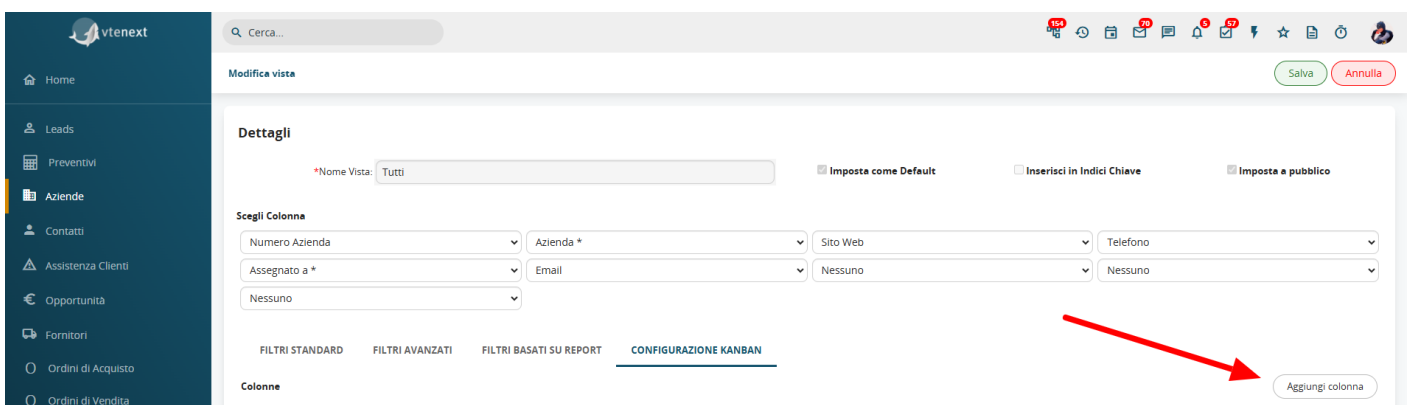 vtenext
Cerca...
154
70
5
57
Home
Modifica vista
Salva
Annulla
Leads
Preventivi
Aziende
Contatti
Assistenza Clienti
Opportunità
Fornitori
Ordini di Acquisto
Ordini di Vendita
Dettagli
*Nome Vista: Tutti
Imposta come Default
Inserisci in Indici Chiave
Imposta a pubblico
Scegli Colonna
Numero Azienda
Azienda *
Sito Web
Telefono
Assegnato a *
Email
Nessuno
Nessuno
Nessuno
FILTRI STANDARD
FILTRI AVANZATI
FILTRI BASATI SU REPORT
CONFIGURAZIONE KANBAN
Colonne
Aggiungi colonna